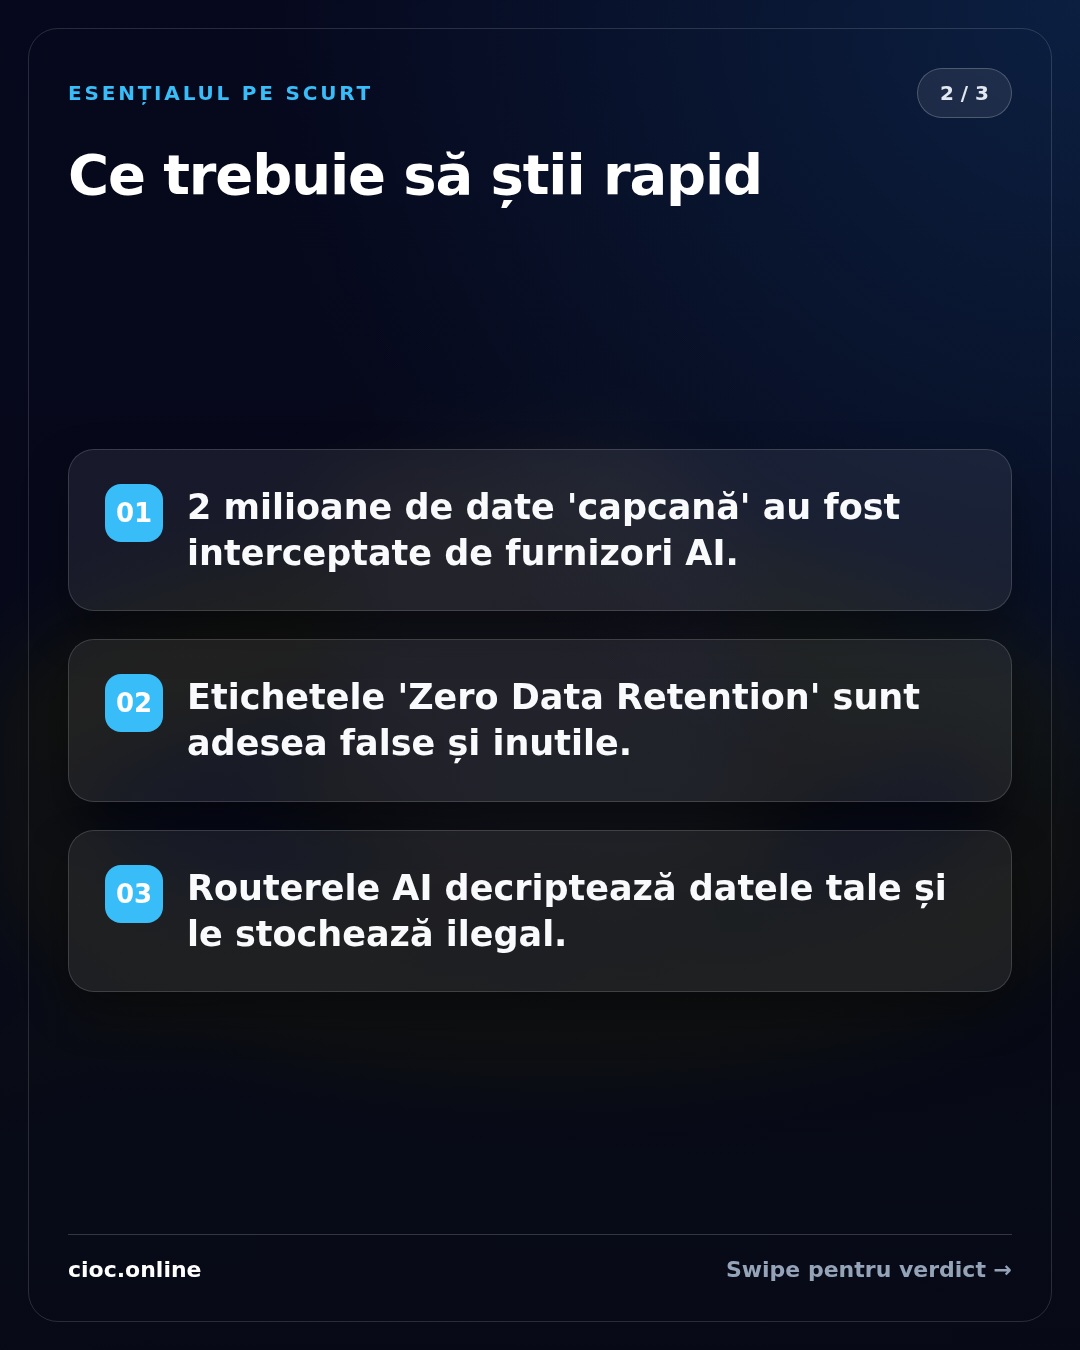 ESENȚIALUL PE SCURT
2 / 3
Ce trebuie să știi rapid
01
2 milioane de date 'capcană' au fost
interceptate de furnizori AI.
02
Etichetele 'Zero Data Retention' sunt
adesea false și inutile.
03
Routerele AI decriptează datele tale și
le stochează ilegal.
cioc.online
Swipe pentru verdict →